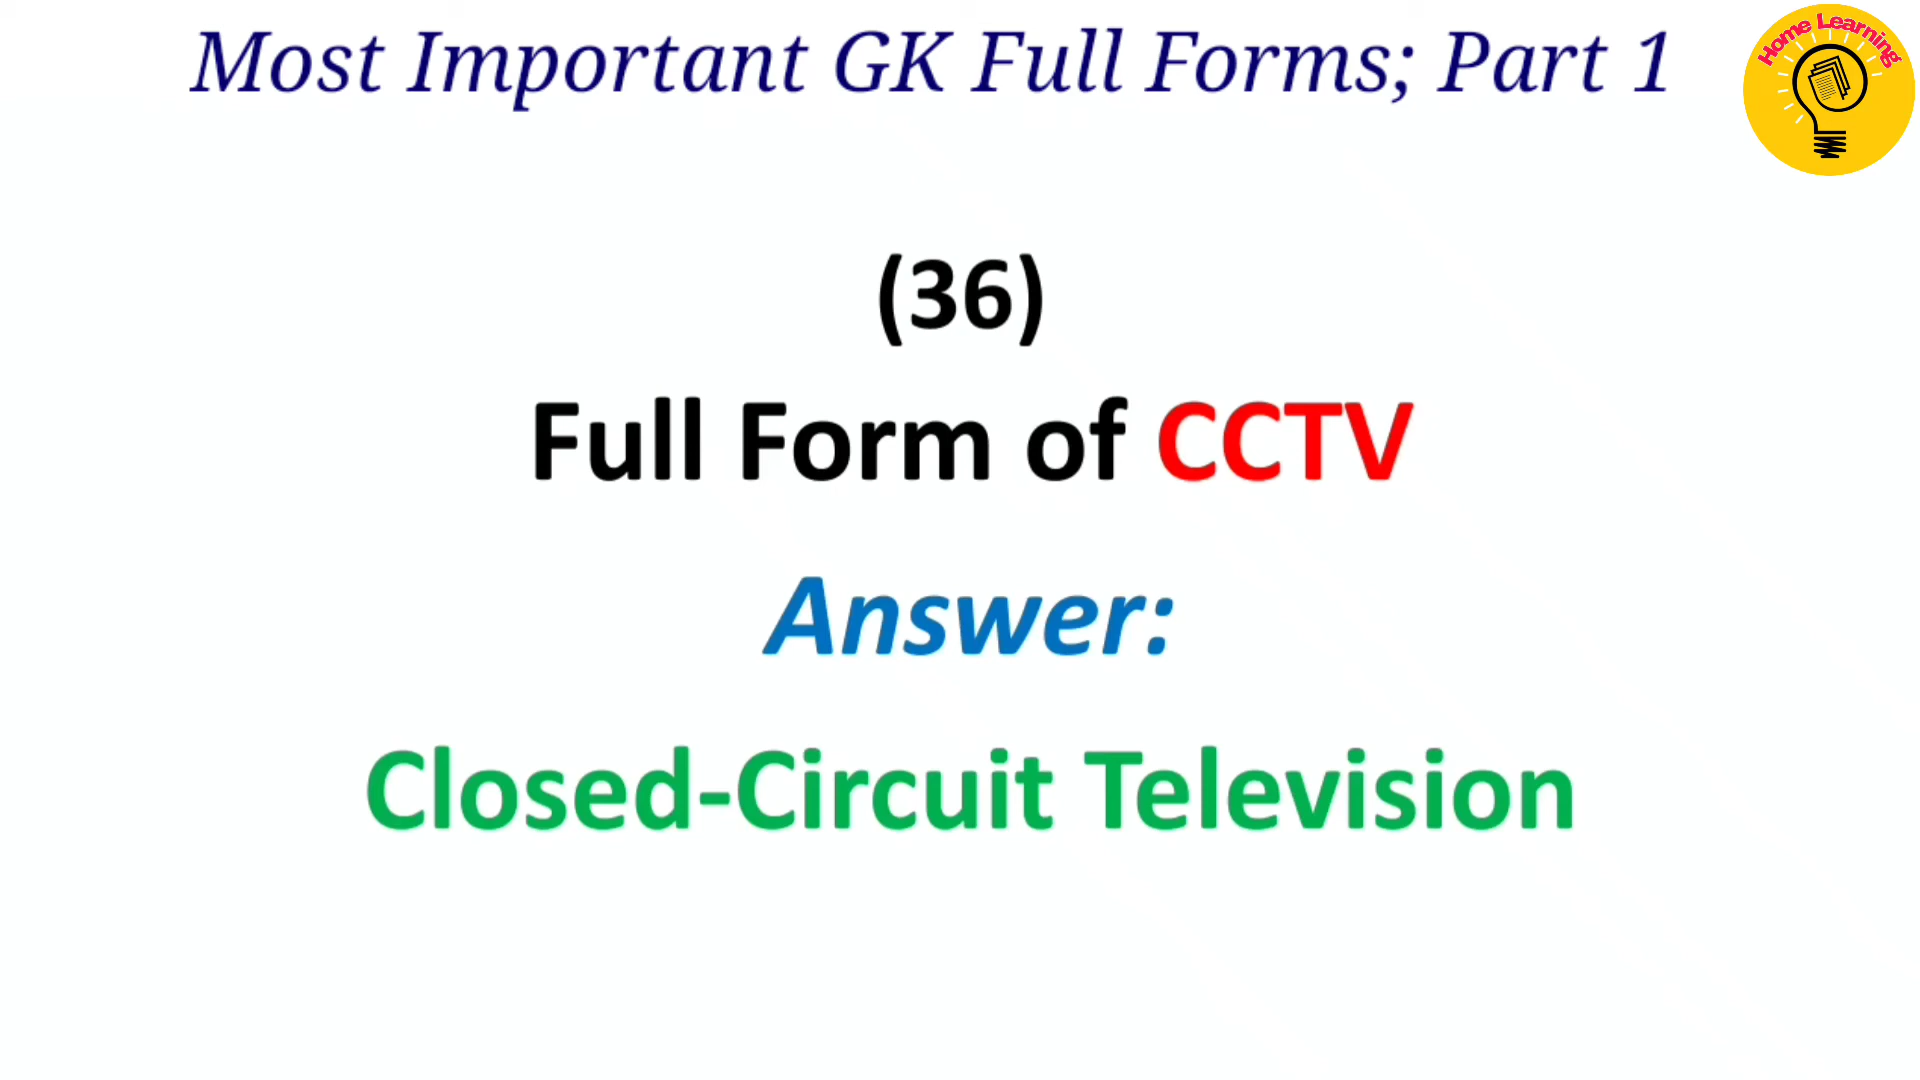 Most Important GK Full Forms; Part 1
Home Learning
(36)
Full Form of CCTV
Answer:
Closed-Circuit Television